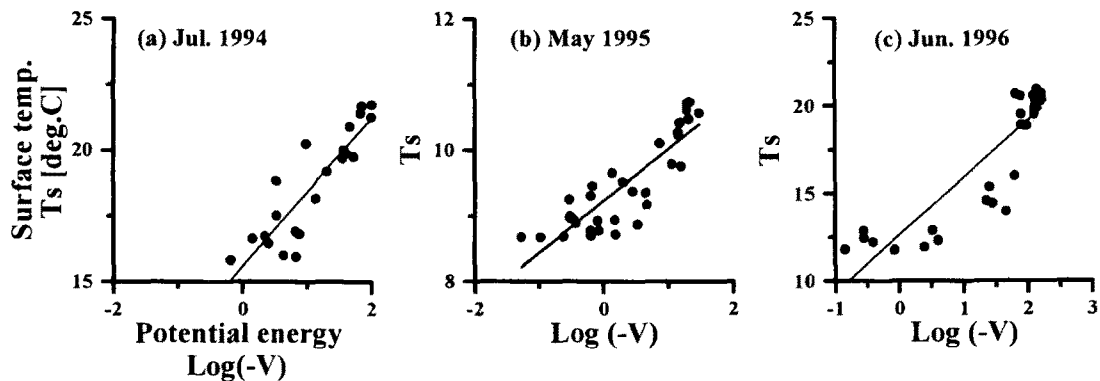 25
(a) Jul. 1994
20
15
Surface temp.
Ts [deg.C]
-2
0
2
Potential energy
Log(-V)
12
(b) May 1995
10
8
Ts
-2
0
2
Log (-V)
25
(c) Jun. 1996
20
15
10
Ts
-1
0
1
2
3
Log (-V)